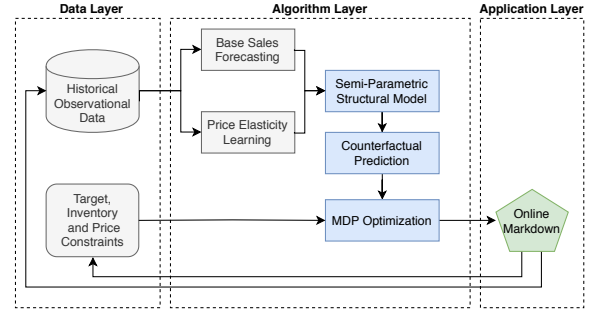 Data Layer
Algorithm Layer
Application Layer
Historical
Observational
Data
Base Sales
Forecasting
Price Elasticity
Learning
Semi-Parametric
Structural Model
Counterfactual
Prediction
Target,
Inventory
and Price
Constraints
MDP Optimization
Online
Markdown